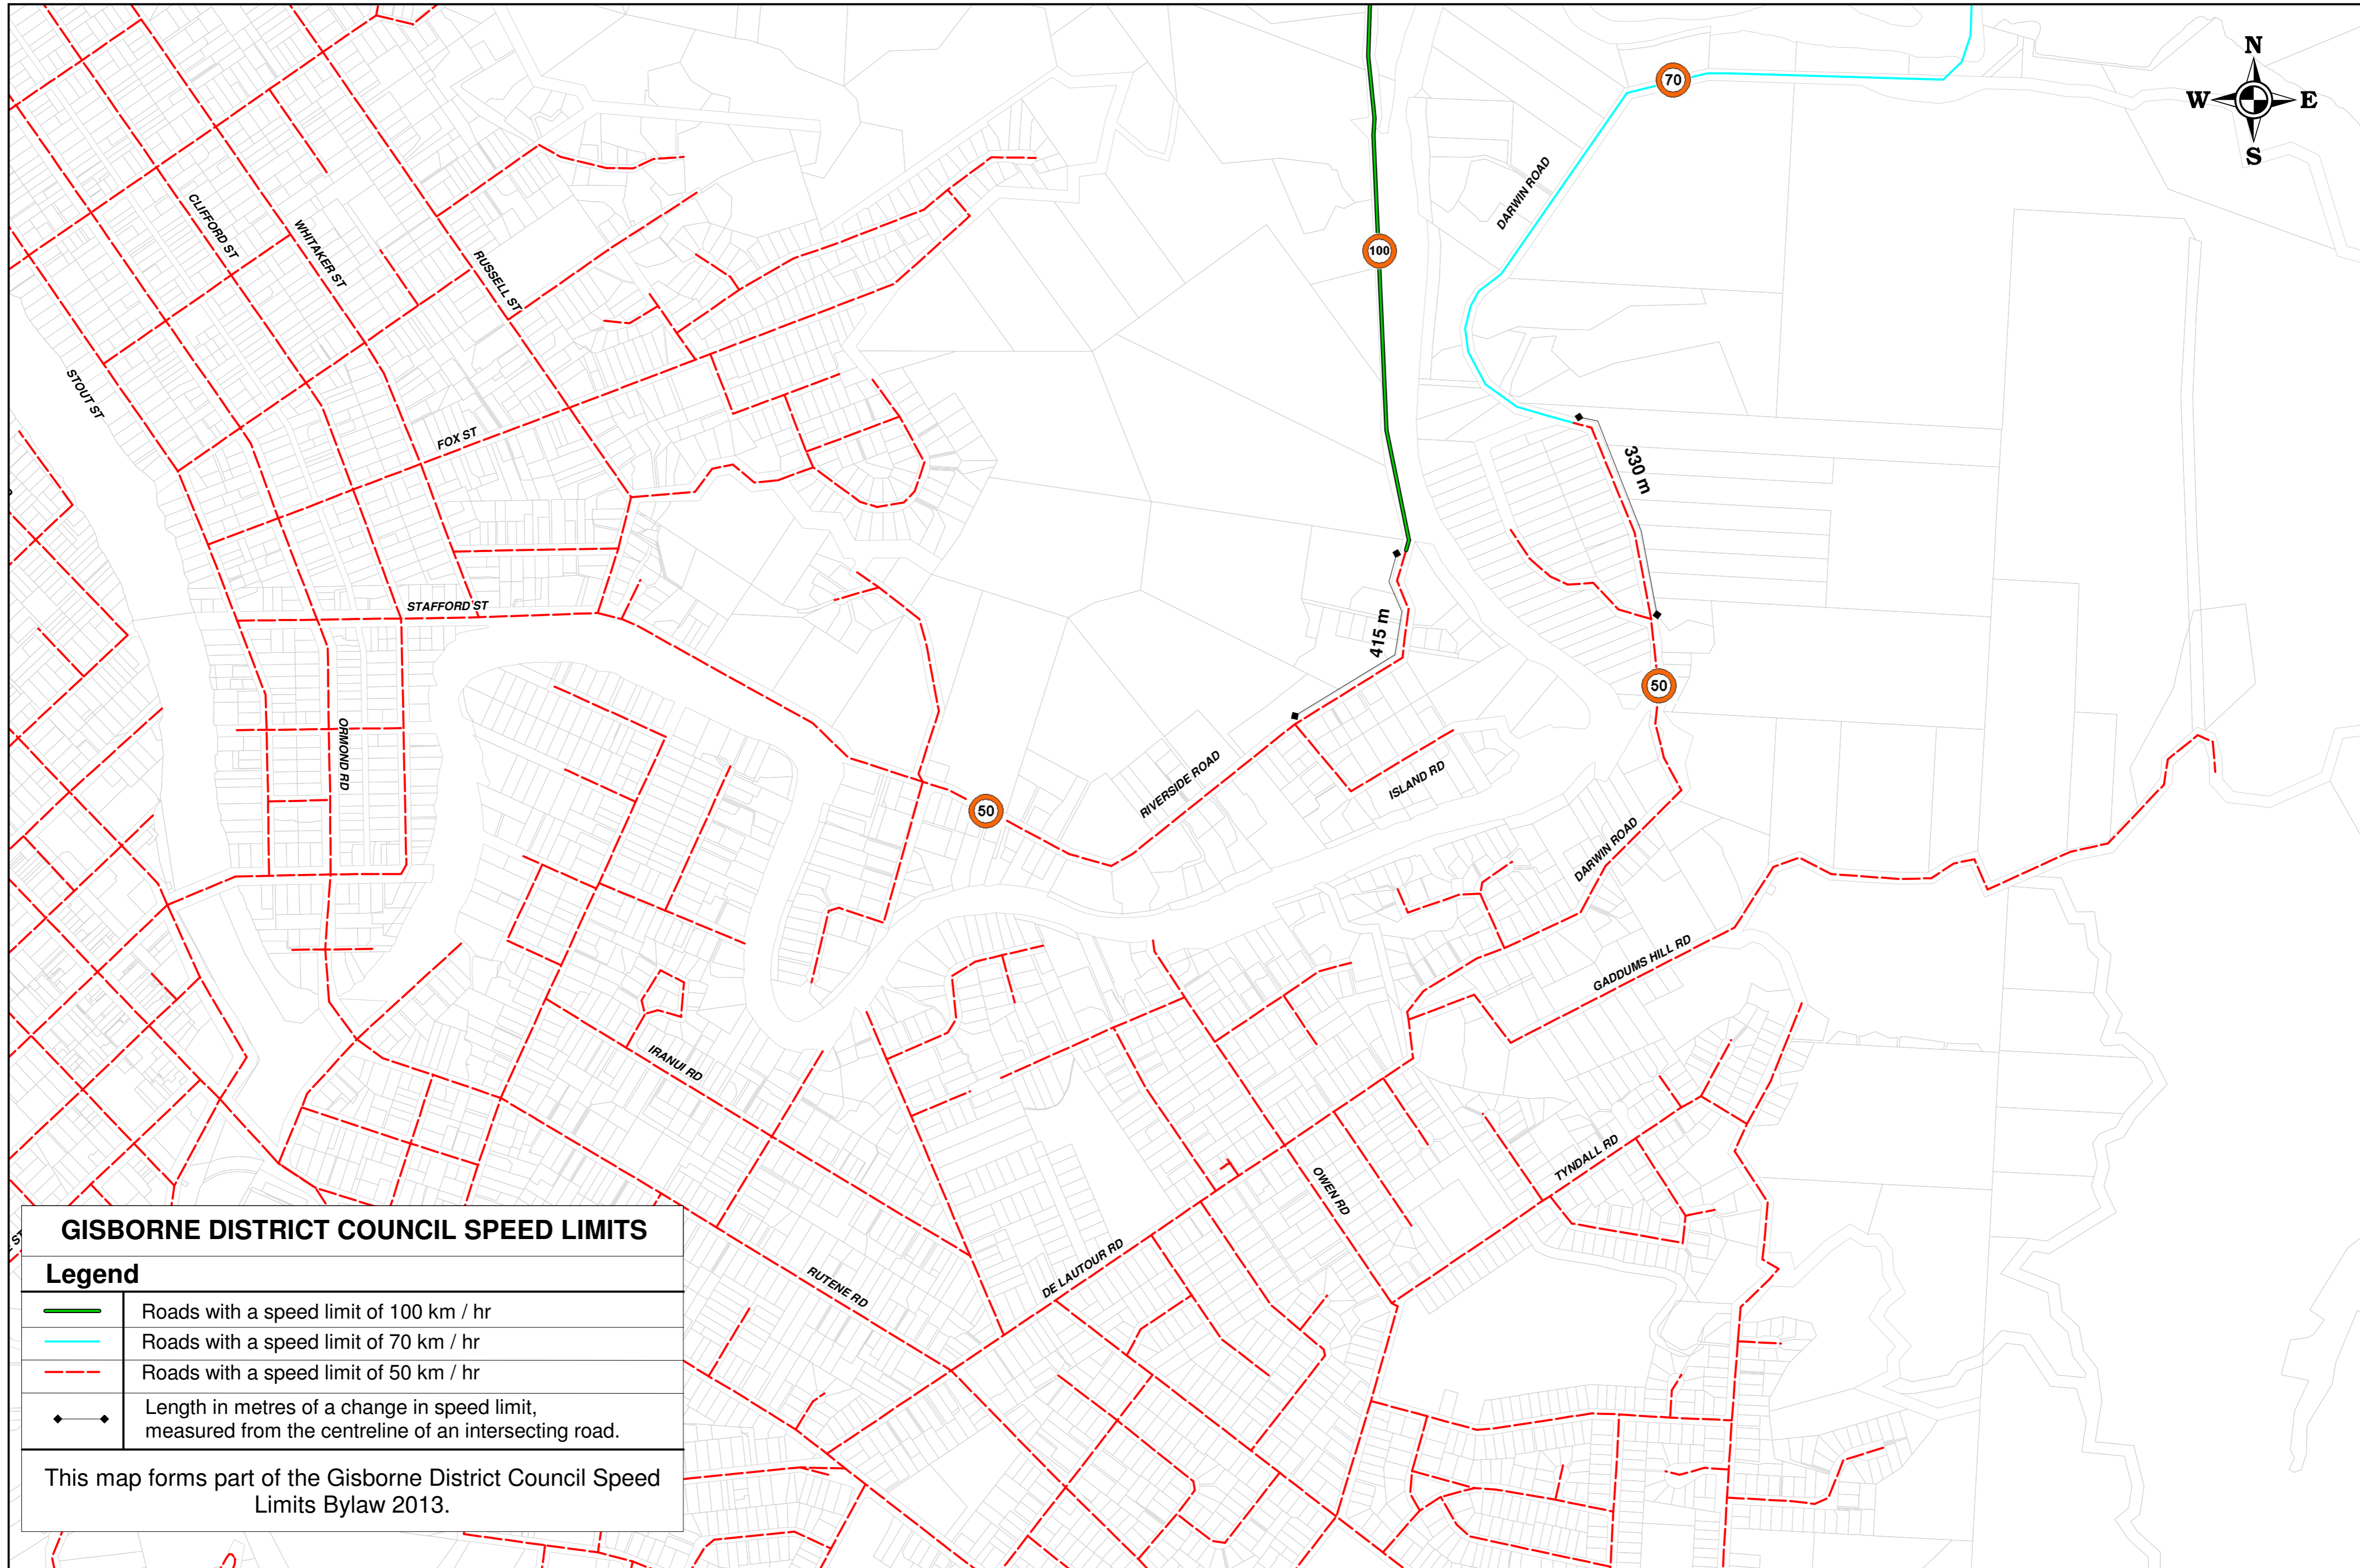 N
W E
S
70
DARWIN ROAD
100
CLIFFORD ST
WHITAKER ST
RUSSELL ST
STOUT ST
FOX ST
330 m
STAFFORD ST
415 m
50
ORMOND RD
RIVERSIDE ROAD
ISLAND RD
50
DARWIN ROAD
GADDUMS HILL RD
IRANUI RD
TYNDALL RD
OWEN RD
DE LAUTOUR RD
RUTENE RD
GISBORNE DISTRICT COUNCIL SPEED LIMITS
Legend
Roads with a speed limit of 100 km / hr
Roads with a speed limit of 70 km / hr
Roads with a speed limit of 50 km / hr
Length in metres of a change in speed limit,
measured from the centreline of an intersecting road.
This map forms part of the Gisborne District Council Speed
Limits Bylaw 2013.